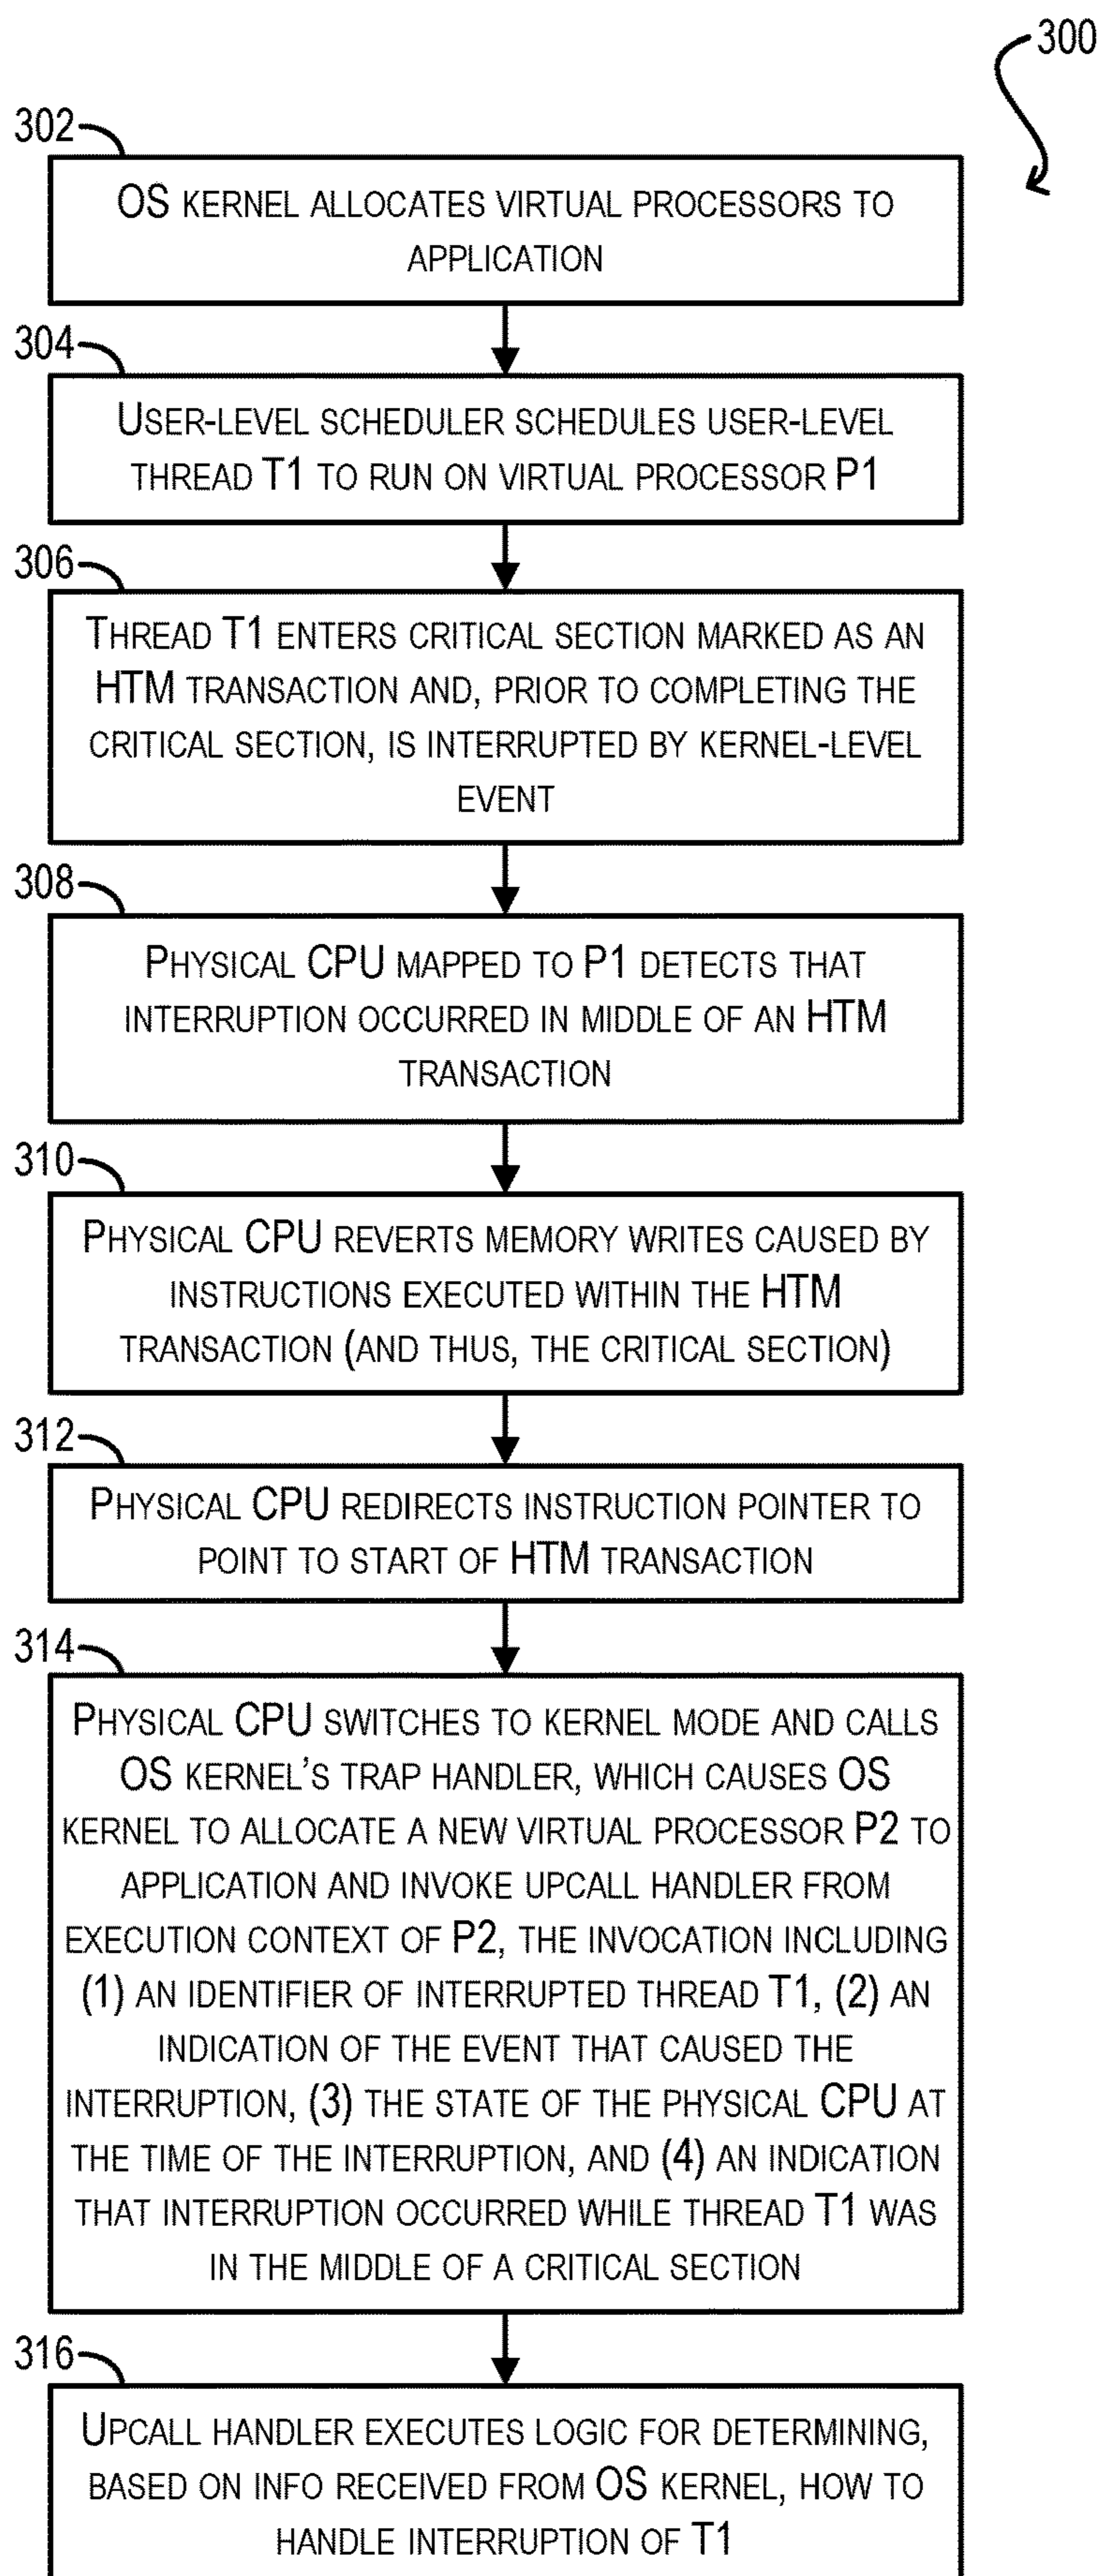 300
302
OS KERNEL ALLOCATES VIRTUAL PROCESSORS TO
APPLICATION
304
USER-LEVEL SCHEDULER SCHEDULES USER-LEVEL
THREAD T1 TO RUN ON VIRTUAL PROCESSOR P1
306
THREAD T1 ENTERS CRITICAL SECTION MARKED AS AN
HTM TRANSACTION AND, PRIOR TO COMPLETING THE
CRITICAL SECTION, IS INTERRUPTED BY KERNEL-LEVEL
EVENT
308
PHYSICAL CPU MAPPED TO P1 DETECTS THAT
INTERRUPTION OCCURRED IN MIDDLE OF AN HTM
TRANSACTION
310
PHYSICAL CPU REVERTS MEMORY WRITES CAUSED BY
INSTRUCTIONS EXECUTED WITHIN THE HTM
TRANSACTION (AND THUS, THE CRITICAL SECTION)
312
PHYSICAL CPU REDIRECTS INSTRUCTION POINTER TO
POINT TO START OF HTM TRANSACTION
314
PHYSICAL CPU SWITCHES TO KERNEL MODE AND CALLS
OS KERNEL'S TRAP HANDLER, WHICH CAUSES OS
KERNEL TO ALLOCATE A NEW VIRTUAL PROCESSOR P2 TO
APPLICATION AND INVOKE UPCALL HANDLER FROM
EXECUTION CONTEXT OF P2, THE INVOCATION INCLUDING
(1) AN IDENTIFIER OF INTERRUPTED THREAD T1, (2) AN
INDICATION OF THE EVENT THAT CAUSED THE
INTERRUPTION, (3) THE STATE OF THE PHYSICAL CPU AT
THE TIME OF THE INTERRUPTION, AND (4) AN INDICATION
THAT INTERRUPTION OCCURRED WHILE THREAD T1 WAS
IN THE MIDDLE OF A CRITICAL SECTION
316
UPCALL HANDLER EXECUTES LOGIC FOR DETERMINING,
BASED ON INFO RECEIVED FROM OS KERNEL, HOW TO
HANDLE INTERRUPTION OF T1